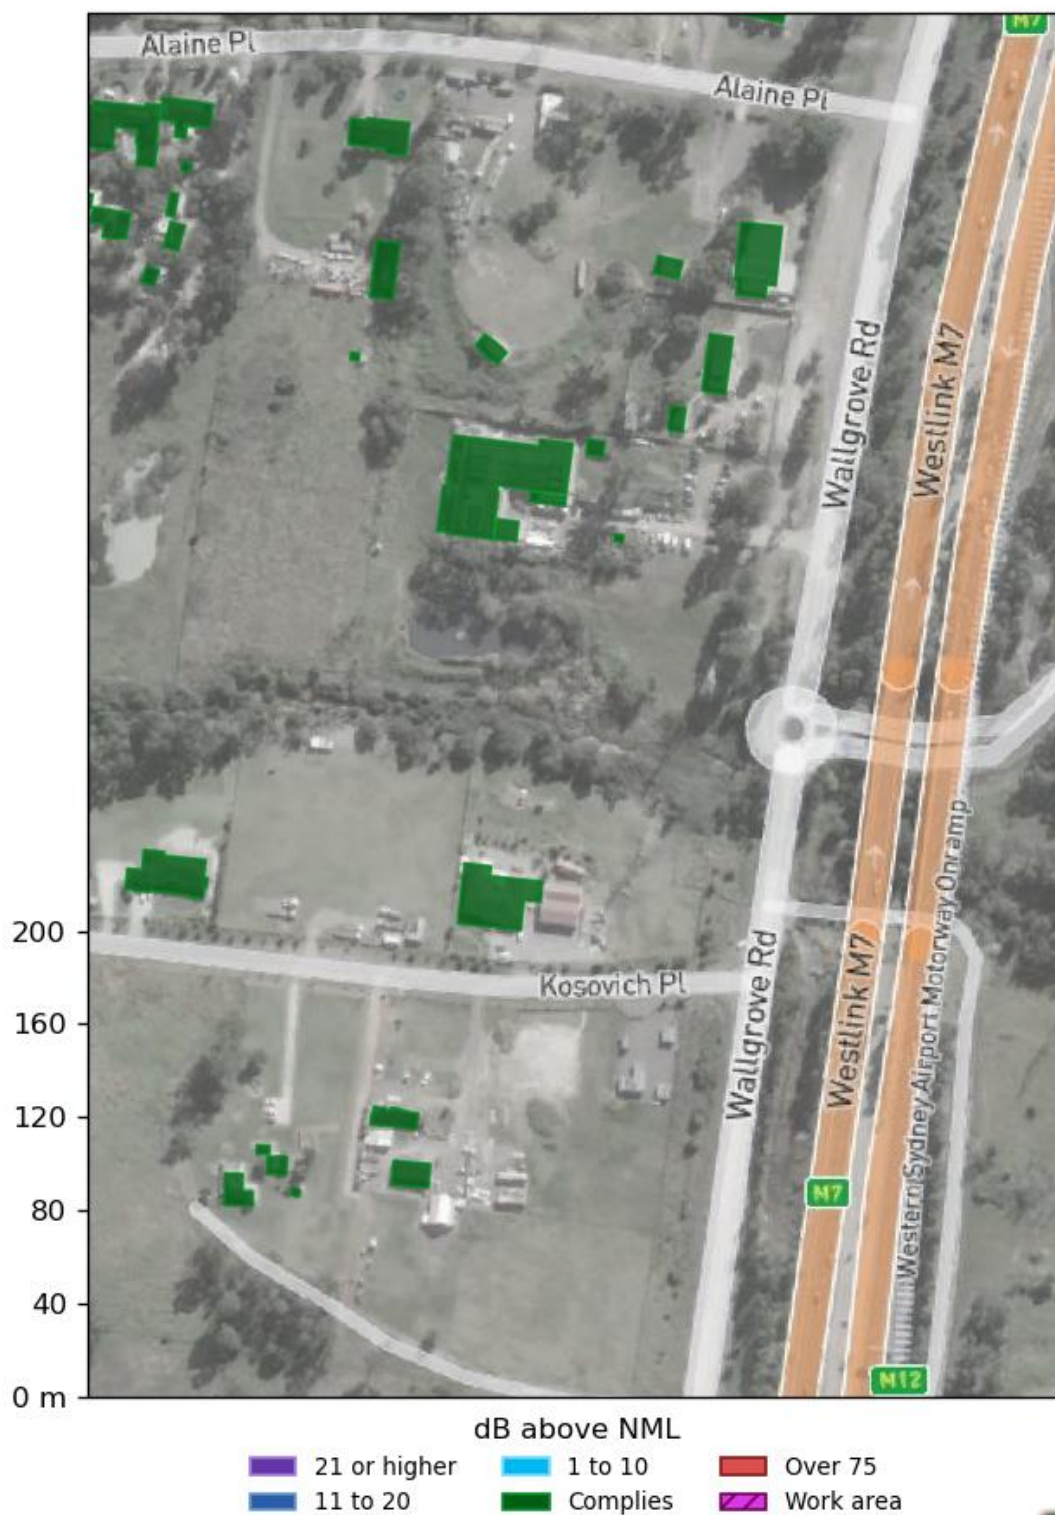 M7
Alaine Pl
Alaine Pl
Wallgrove Rd
Westlink M7
Western Sydney Airport Motorway Onramp
Wallgrove Rd
Westlink M7
Kosovich Pl
M7
M12
200
160
120
80
40
0 m
dB above NML
21 or higher
1 to 10
Over 75
11 to 20
Complies
Work area